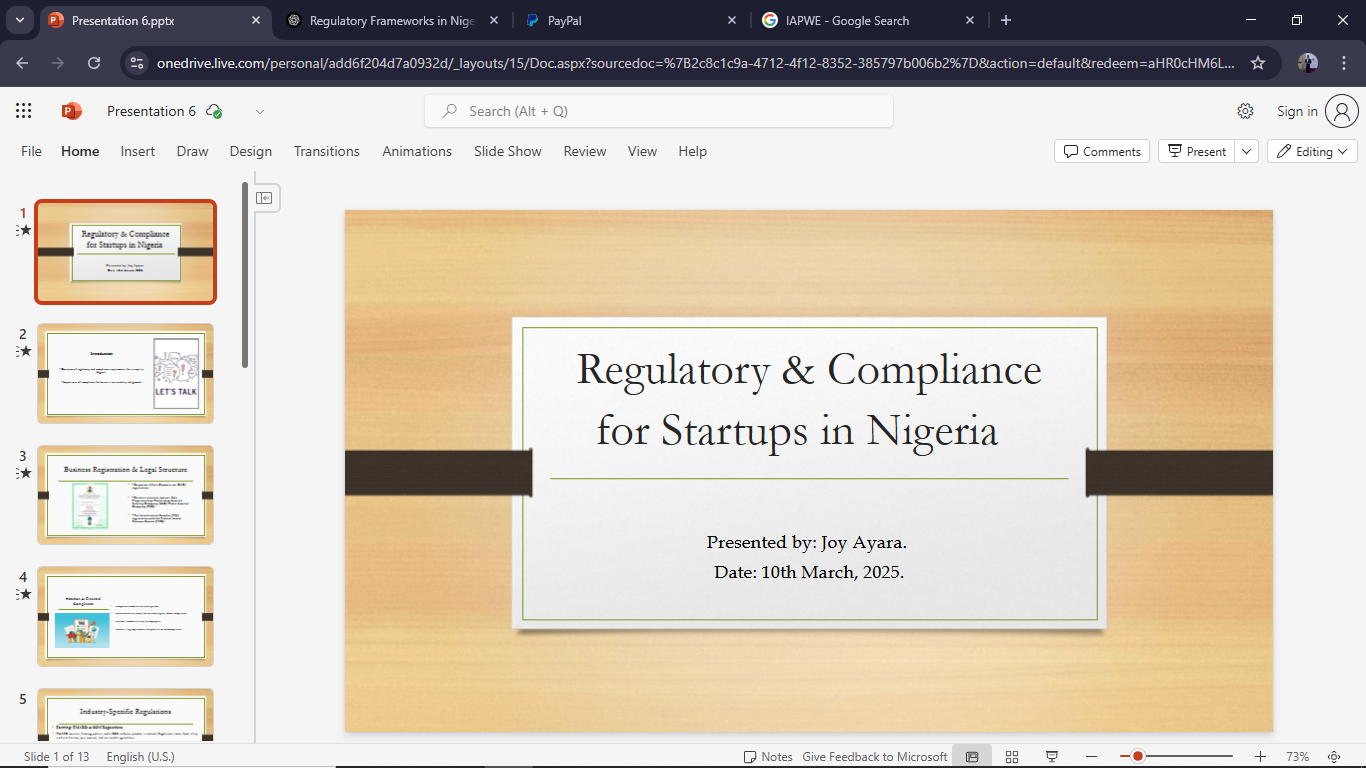 Presentation 6.pptx
Regulatory Frameworks in Nige
PayPal
IAPWE - Google Search
onedrive.live.com/personal/add6f204d7a0932d/_layouts/15/Doc.aspx?sourcedoc=%7B2c8c1c9a-4712-4f12-8352-385797b006b2%7D&action=default&redeem=aHR0cHM6L...
Presentation 6
Search (Alt + Q)
Sign in
File Home Insert Draw Design Transitions Animations Slide Show Review View Help
Comments Present Editing
1
Regulatory & Compliance
for Startups in Nigeria
Presented by: Joy Ayara.
Date: 10th March, 2025.
2
Introduction
LET'S TALK
3
Business Registration & Legal Structure
4
5
Industry-Specific Regulations
Regulatory & Compliance
for Startups in Nigeria
Presented by: Joy Ayara.
Date: 10th March, 2025.
Slide 1 of 13 English (U.S.) Notes Give Feedback to Microsoft 73%